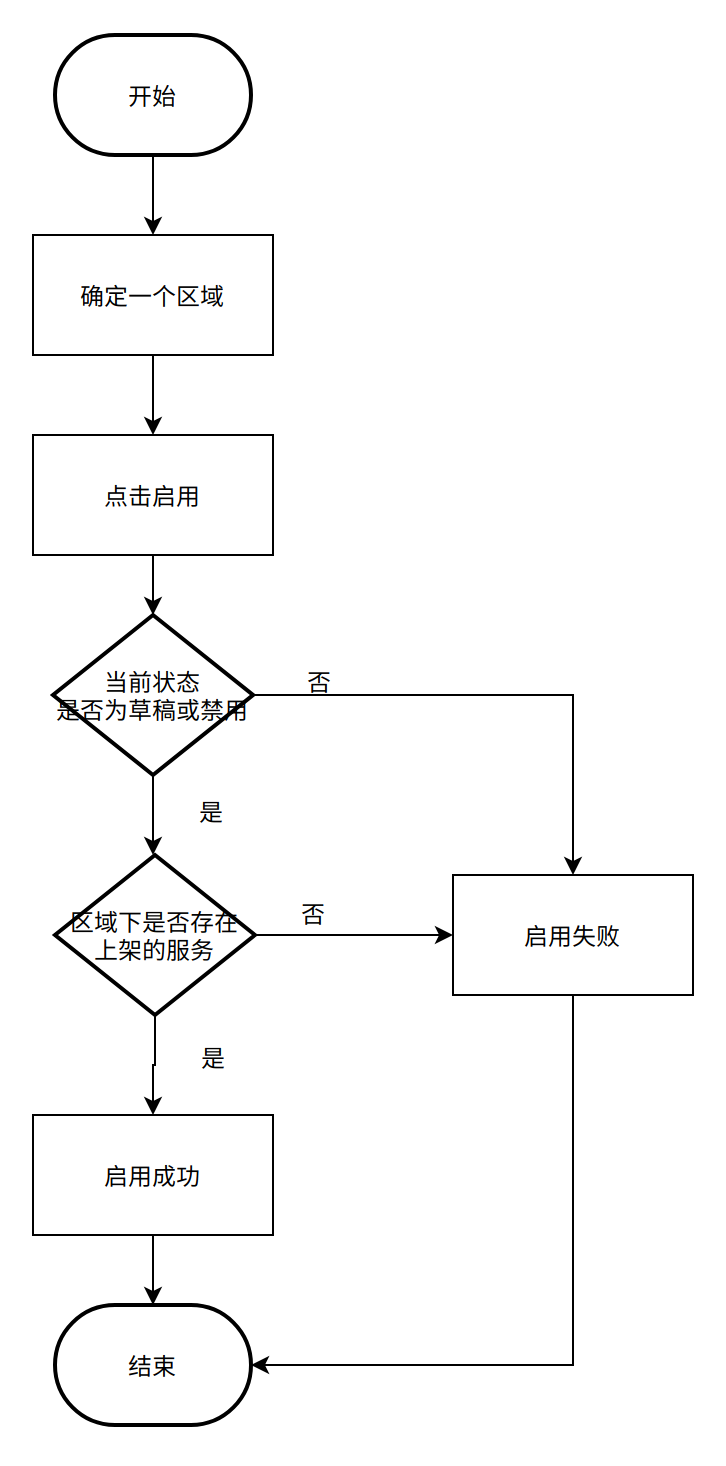 开始
确定一个区域
点击启用
当前状态
是否为草稿或禁用
否
是
区域下是否存在
上架的服务
否
启用失败
是
启用成功
结束